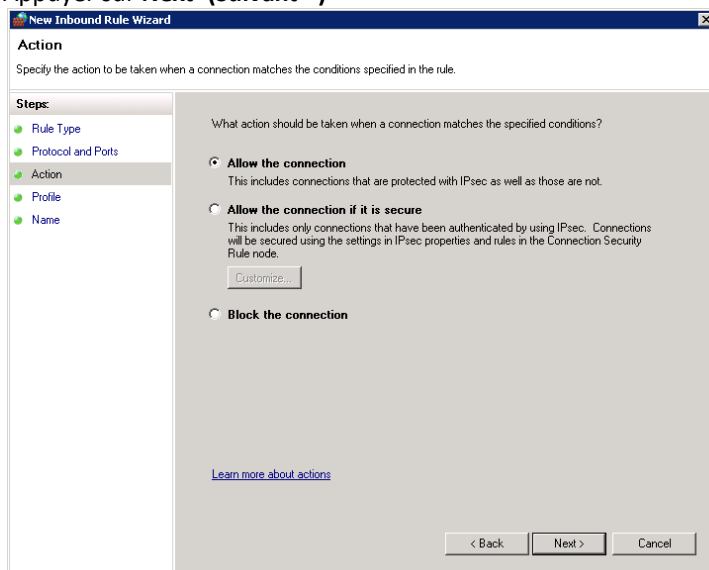 New Inbound Rule Wizard
Action
Specify the action to be taken when a connection matches the conditions specified in the rule.
Steps:
Rule Type
Protocol and Ports
Action
Profile
Name
What action should be taken when a connection matches the specified conditions?
Allow the connection
This includes connections that are protected with IPsec as well as those are not.
Allow the connection if it is secure
This includes only connections that have been authenticated by using IPsec. Connections
will be secured using the settings in IPsec properties and rules in the Connection Security
Rule node.
Customize...
Block the connection
Learn more about actions
< Back
Next >
Cancel